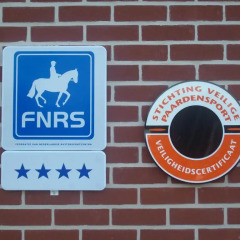 FNRS
STICHTING VEILIGE
PAARDENSPORT
VEILIGHEIDSCERTIFICAAT